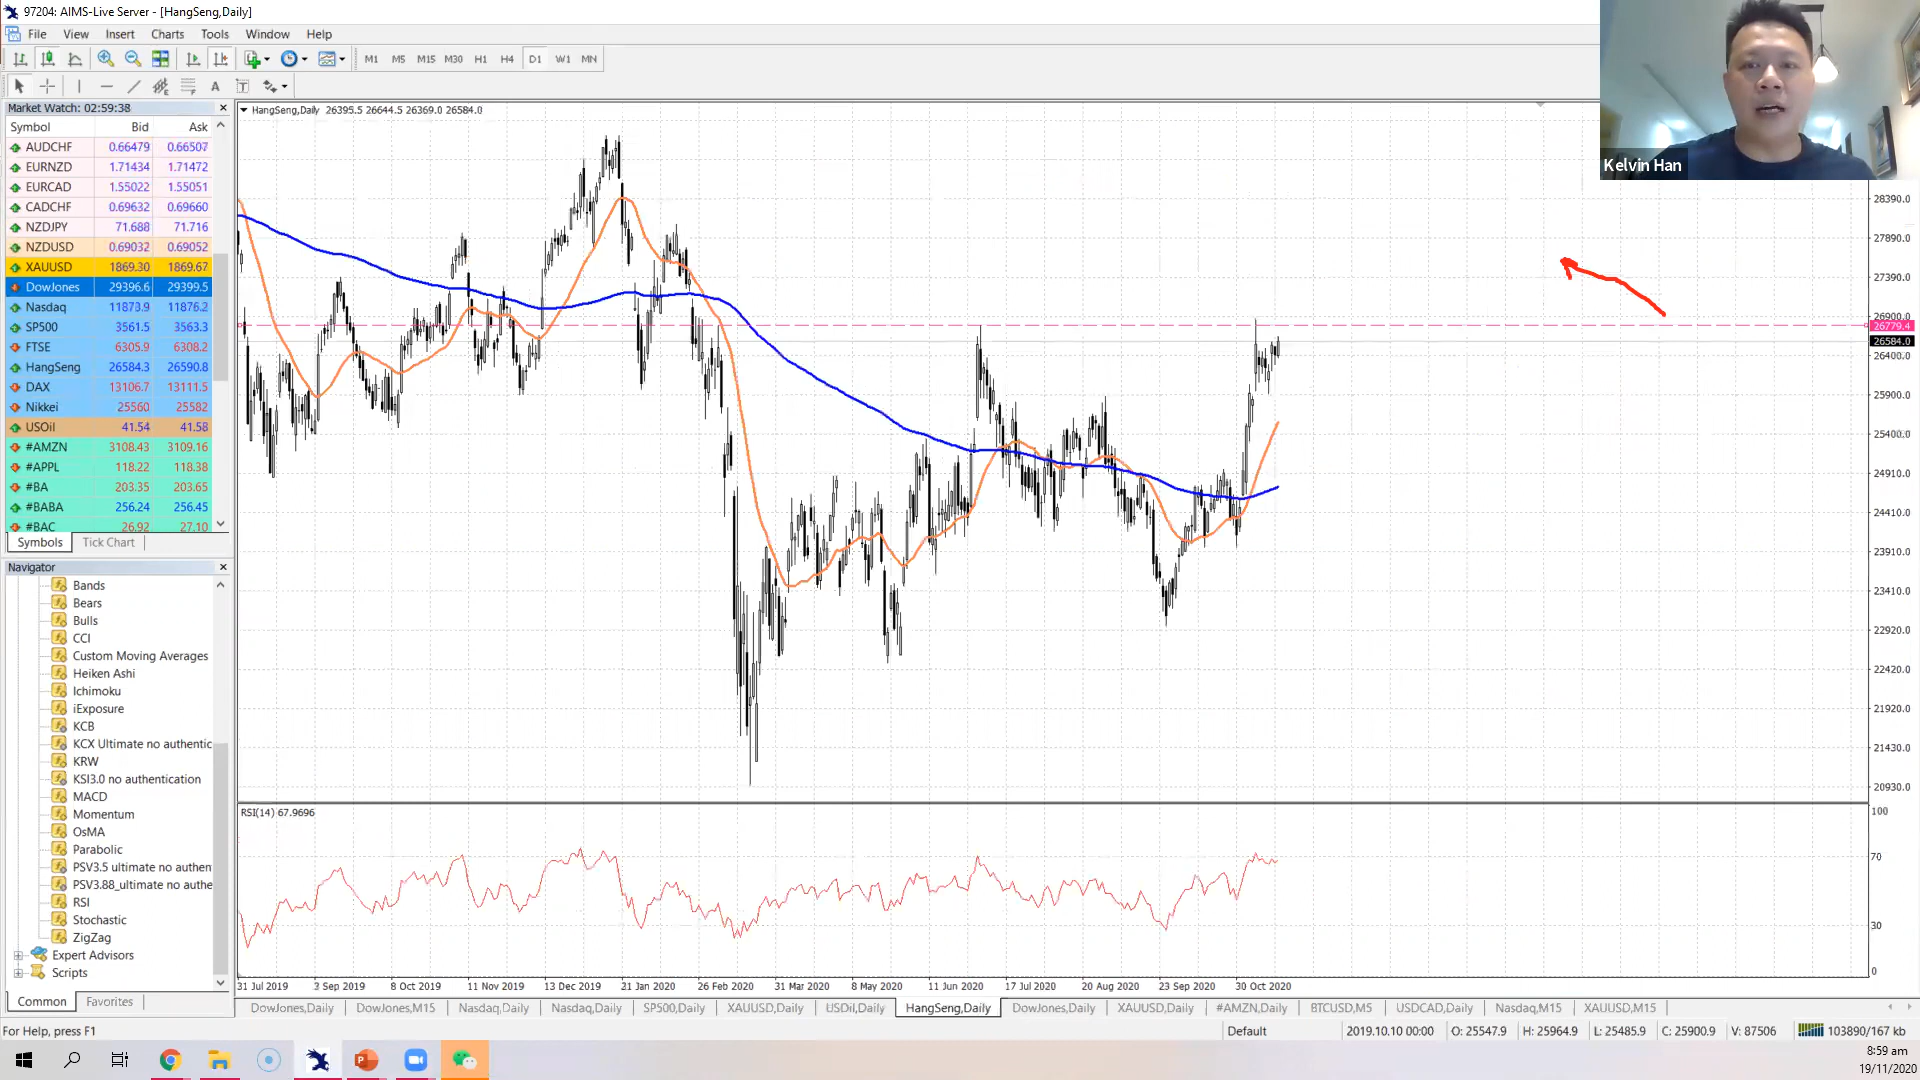 97204: AIMS-Live Server - [HangSeng,Daily]
File View Insert Charts Tools Window Help
M1 M5 M15 M30 H1 H4 D1 W1 MN
A T
Market Watch: 02:59:38
Symbol Bid Ask
AUDCHF 0.66479 0.66507
EURNZD 1.71434 1.71472
EURCAD 1.55022 1.55051
CADCHF 0.69632 0.69660
NZDJPY 71.688 71.716
NZDUSD 0.69032 0.69052
XAUUSD 1869.30 1869.67
DowJones 29396.6 29399.5
Nasdaq 11873.9 11876.2
SP500 3561.5 3563.3
FTSE 6305.9 6308.2
HangSeng 26584.3 26590.8
DAX 13106.7 13111.5
Nikkei 25560 25582
USOil 41.54 41.58
#AMZN 3108.43 3109.16
#APPL 118.22 118.38
#BA 203.35 203.65
#BABA 256.24 256.45
#BAC 26.92 27.10
Symbols Tick Chart
Navigator
Bands
Bears
Bulls
CCI
Custom Moving Averages
Heiken Ashi
Ichimoku
iExposure
KCB
KCX Ultimate no authentic
KRW
KSI3.0 no authentication
MACD
Momentum
OsMA
Parabolic
PSV3.5 ultimate no authen
PSV3.88_ultimate no authe
RSI
Stochastic
ZigZag
Expert Advisors
Scripts
Common Favorites
HangSeng,Daily 26395.5 26644.5 26369.0 26584.0
Kelvin Han
28390.0
27890.0
27390.0
26900.0
26779.4
26584.0
26400.0
25900.0
25400.0
24910.0
24410.0
23910.0
23410.0
22920.0
22420.0
21920.0
21430.0
20930.0
RSI(14) 67.9696
100
70
30
0
31 Jul 2019 3 Sep 2019 8 Oct 2019 11 Nov 2019 13 Dec 2019 21 Jan 2020 26 Feb 2020 31 Mar 2020 8 May 2020 11 Jun 2020 17 Jul 2020 20 Aug 2020 23 Sep 2020 30 Oct 2020
DowJones,Daily DowJones,M15 Nasdaq,Daily Nasdaq,Daily SP500,Daily XAUUSD,Daily USOil,Daily HangSeng,Daily DowJones,Daily XAUUSD,Daily #AMZN,Daily BTCUSD,M5 USDCAD,Daily Nasdaq,M15 XAUUSD,M15
For Help, press F1 Default 2019.10.10 00:00 O: 25547.9 H: 25964.9 L: 25485.9 C: 25900.9 V: 87506 103890/167 kb
8:59 am
19/11/2020